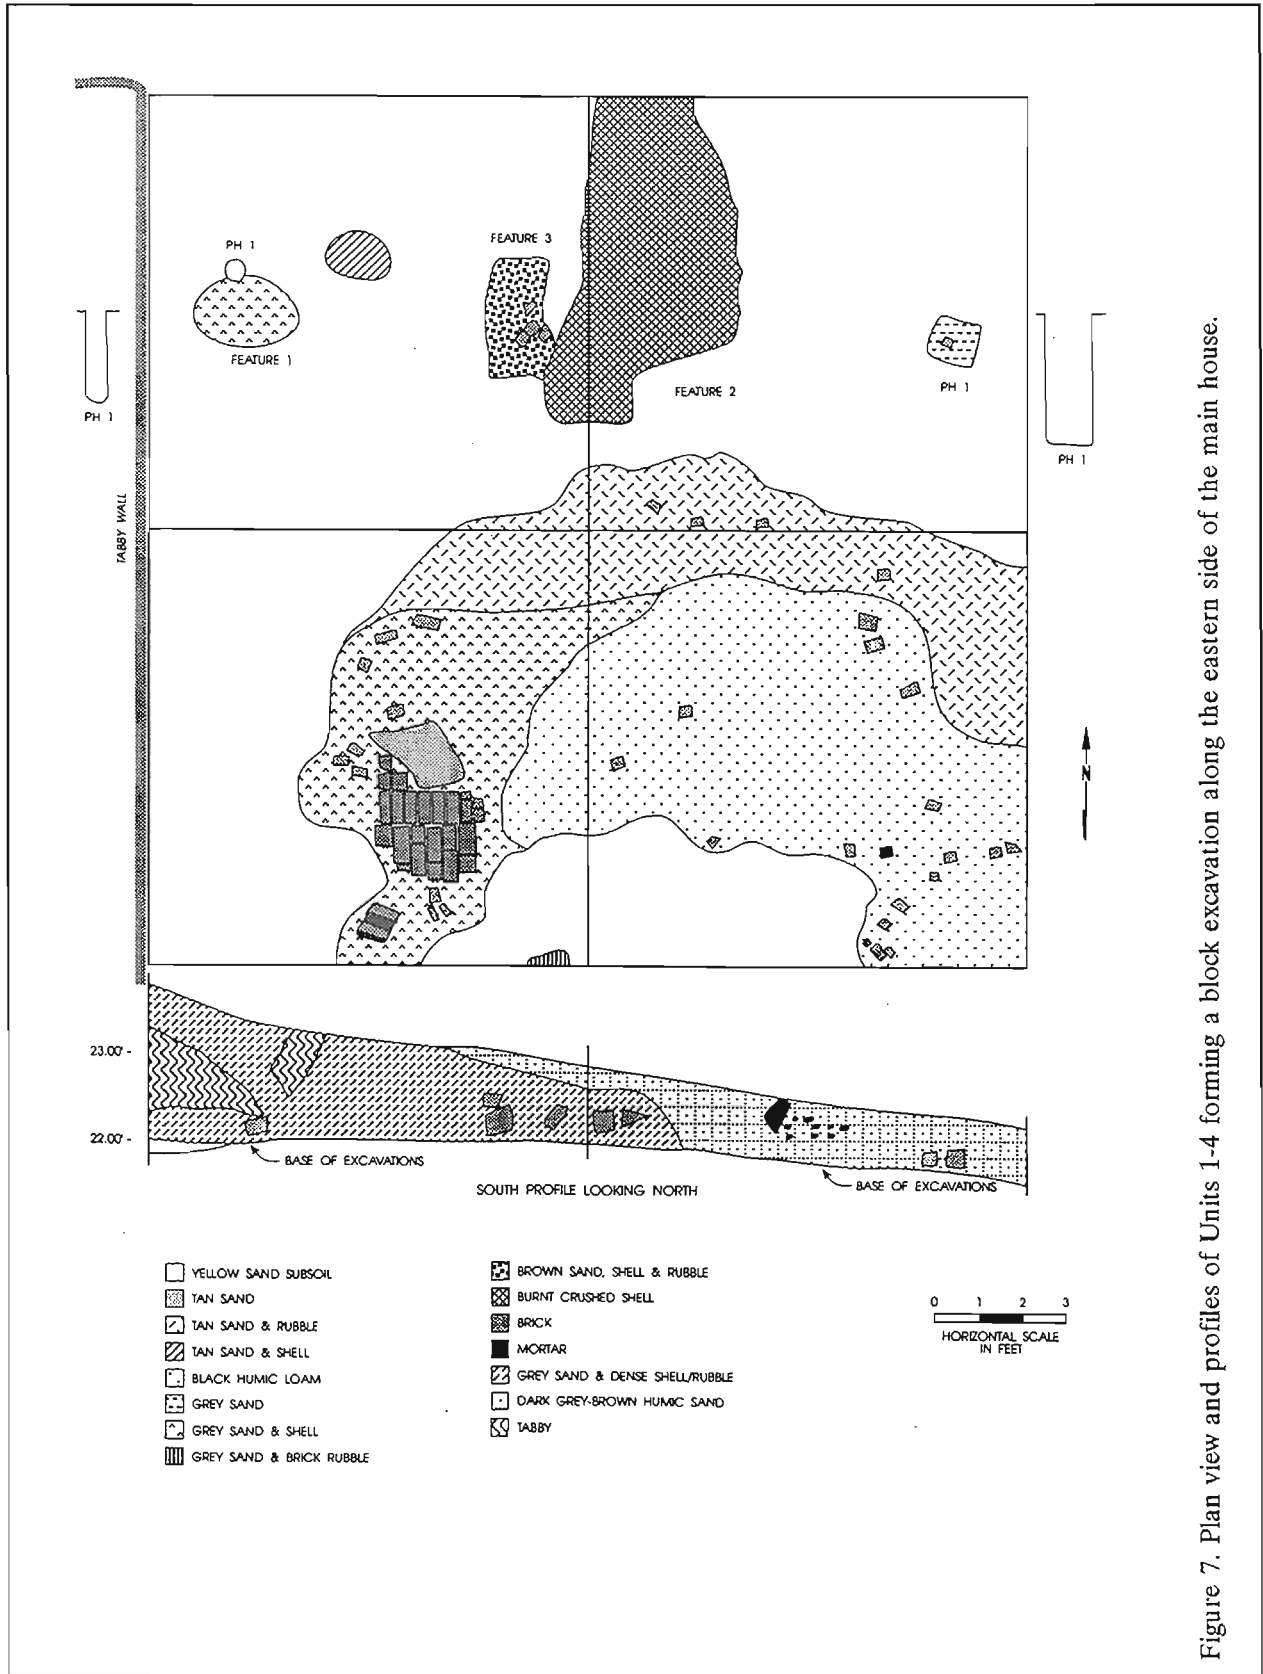 PH 1
FEATURE 1
FEATURE 3
FEATURE 2
PH 1
PH 1
PH 1
TABBY WALL
N
23.00' -
22.00' -
BASE OF EXCAVATIONS
BASE OF EXCAVATIONS
SOUTH PROFILE LOOKING NORTH
YELLOW SAND SUBSOIL
TAN SAND
TAN SAND & RUBBLE
TAN SAND & SHELL
BLACK HUMIC LOAM
GREY SAND
GREY SAND & SHELL
GREY SAND & BRICK RUBBLE
BROWN SAND, SHELL & RUBBLE
BURNT CRUSHED SHELL
BRICK
MORTAR
GREY SAND & DENSE SHELL/RUBBLE
DARK GREY-BROWN HUMIC SAND
TABBY
0 1 2 3
HORIZONTAL SCALE
IN FEET
Figure 7. Plan view and profiles of Units 1-4 forming a block excavation along the eastern side of the main house.